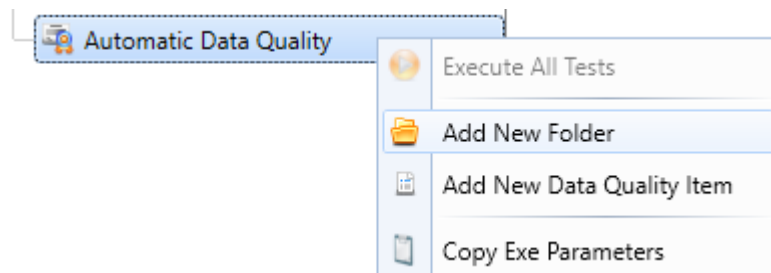 Automatic Data Quality
Execute All Tests
Add New Folder
Add New Data Quality Item
Copy Exe Parameters